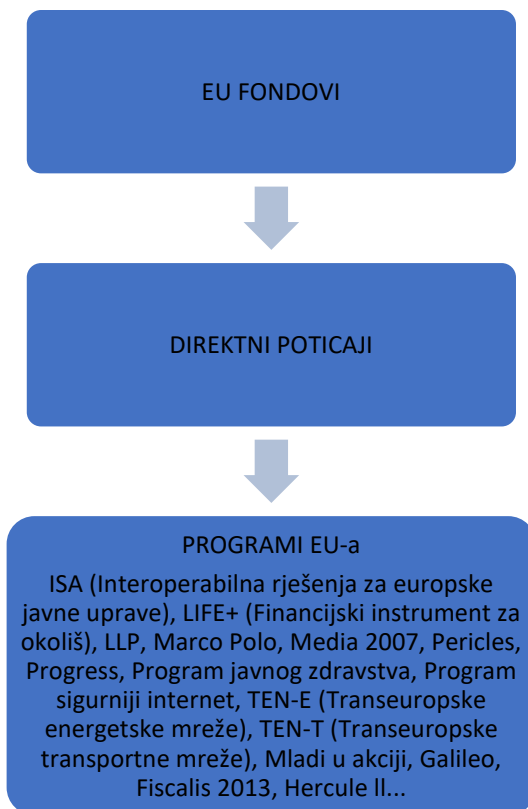 EU FONDOVI
DIREKTNI POTICAJI
PROGRAMI EU-a
ISA (Interoperabilna rješenja za europske
javne uprave), LIFE+ (Financijski instrument za
okoliš), LLP, Marco Polo, Media 2007, Pericles,
Progress, Program javnog zdravstva, Program
sigurniji internet, TEN-E (Transeuropske
energetske mreže), TEN-T (Transeuropske
transportne mreže), Mladi u akciji, Galileo,
Fiscalis 2013, Hercule ll...